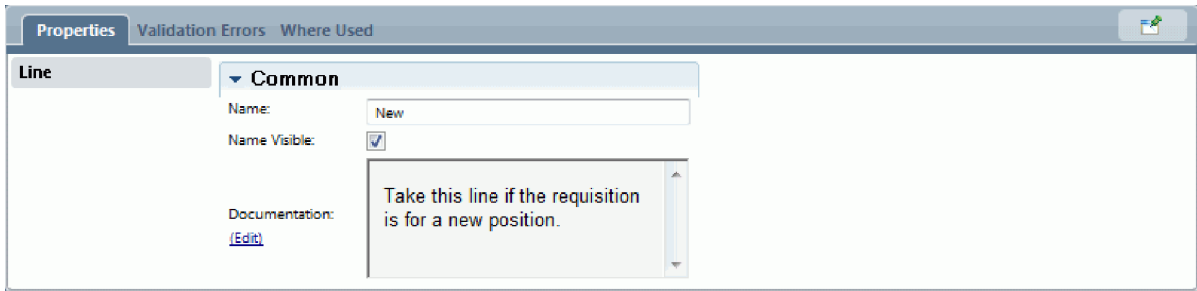 Properties Validation Errors Where Used
Line
Common
Name: New
Name Visible:
Take this line if the requisition
is for a new position.
Documentation:
(Edit)